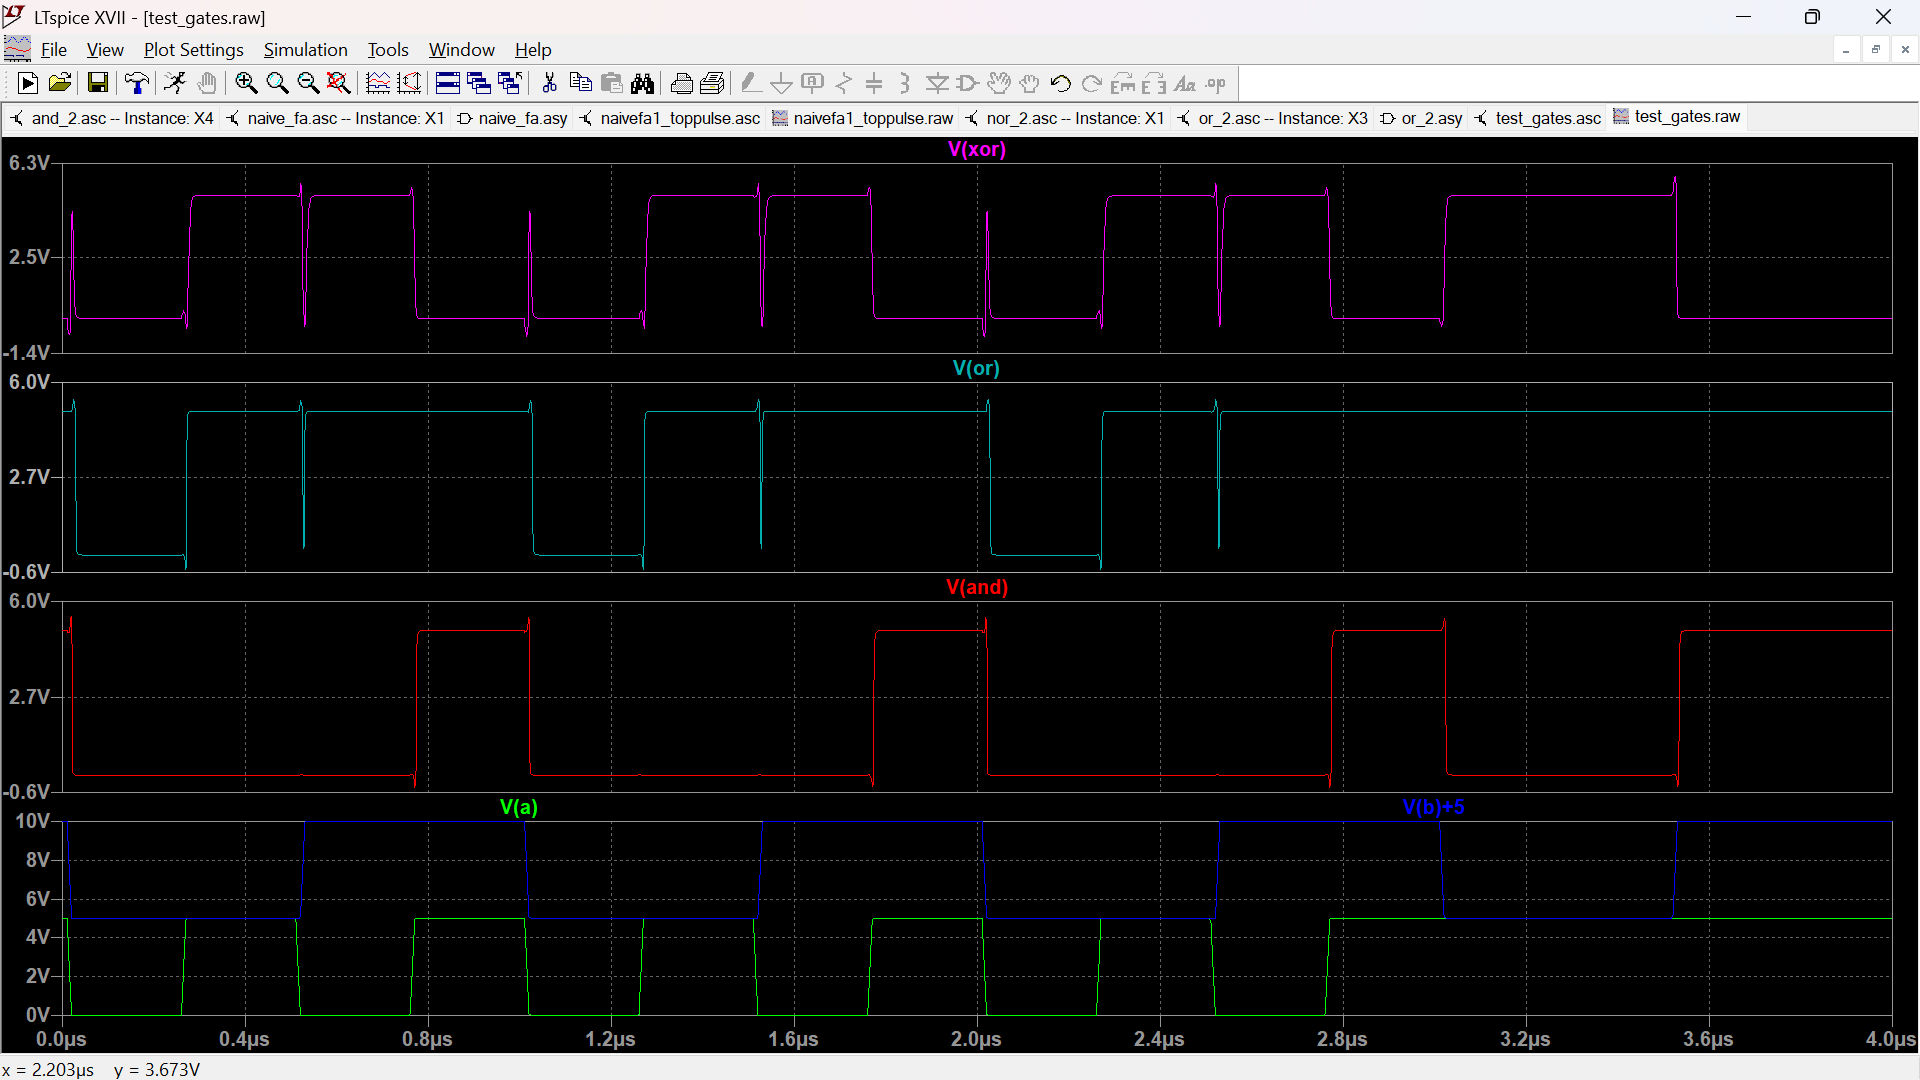 LTspice XVII - [test_gates.raw]
File View Plot Settings Simulation Tools Window Help
and_2.asc -- Instance: X4 naive_fa.asc -- Instance: X1 naive_fa.asy naivefa1_toppulse.asc naivefa1_toppulse.raw nor_2.asc -- Instance: X1 or_2.asc -- Instance: X3 or_2.asy test_gates.asc test_gates.raw
V(xor)
6.3V
2.5V
-1.4V
V(or)
6.0V
2.7V
-0.6V
V(and)
6.0V
2.7V
-0.6V
V(a) V(b)+5
10V
8V
6V
4V
2V
0V
0.0µs 0.4µs 0.8µs 1.2µs 1.6µs 2.0µs 2.4µs 2.8µs 3.2µs 3.6µs 4.0µs
x = 2.203µs y = 3.673V